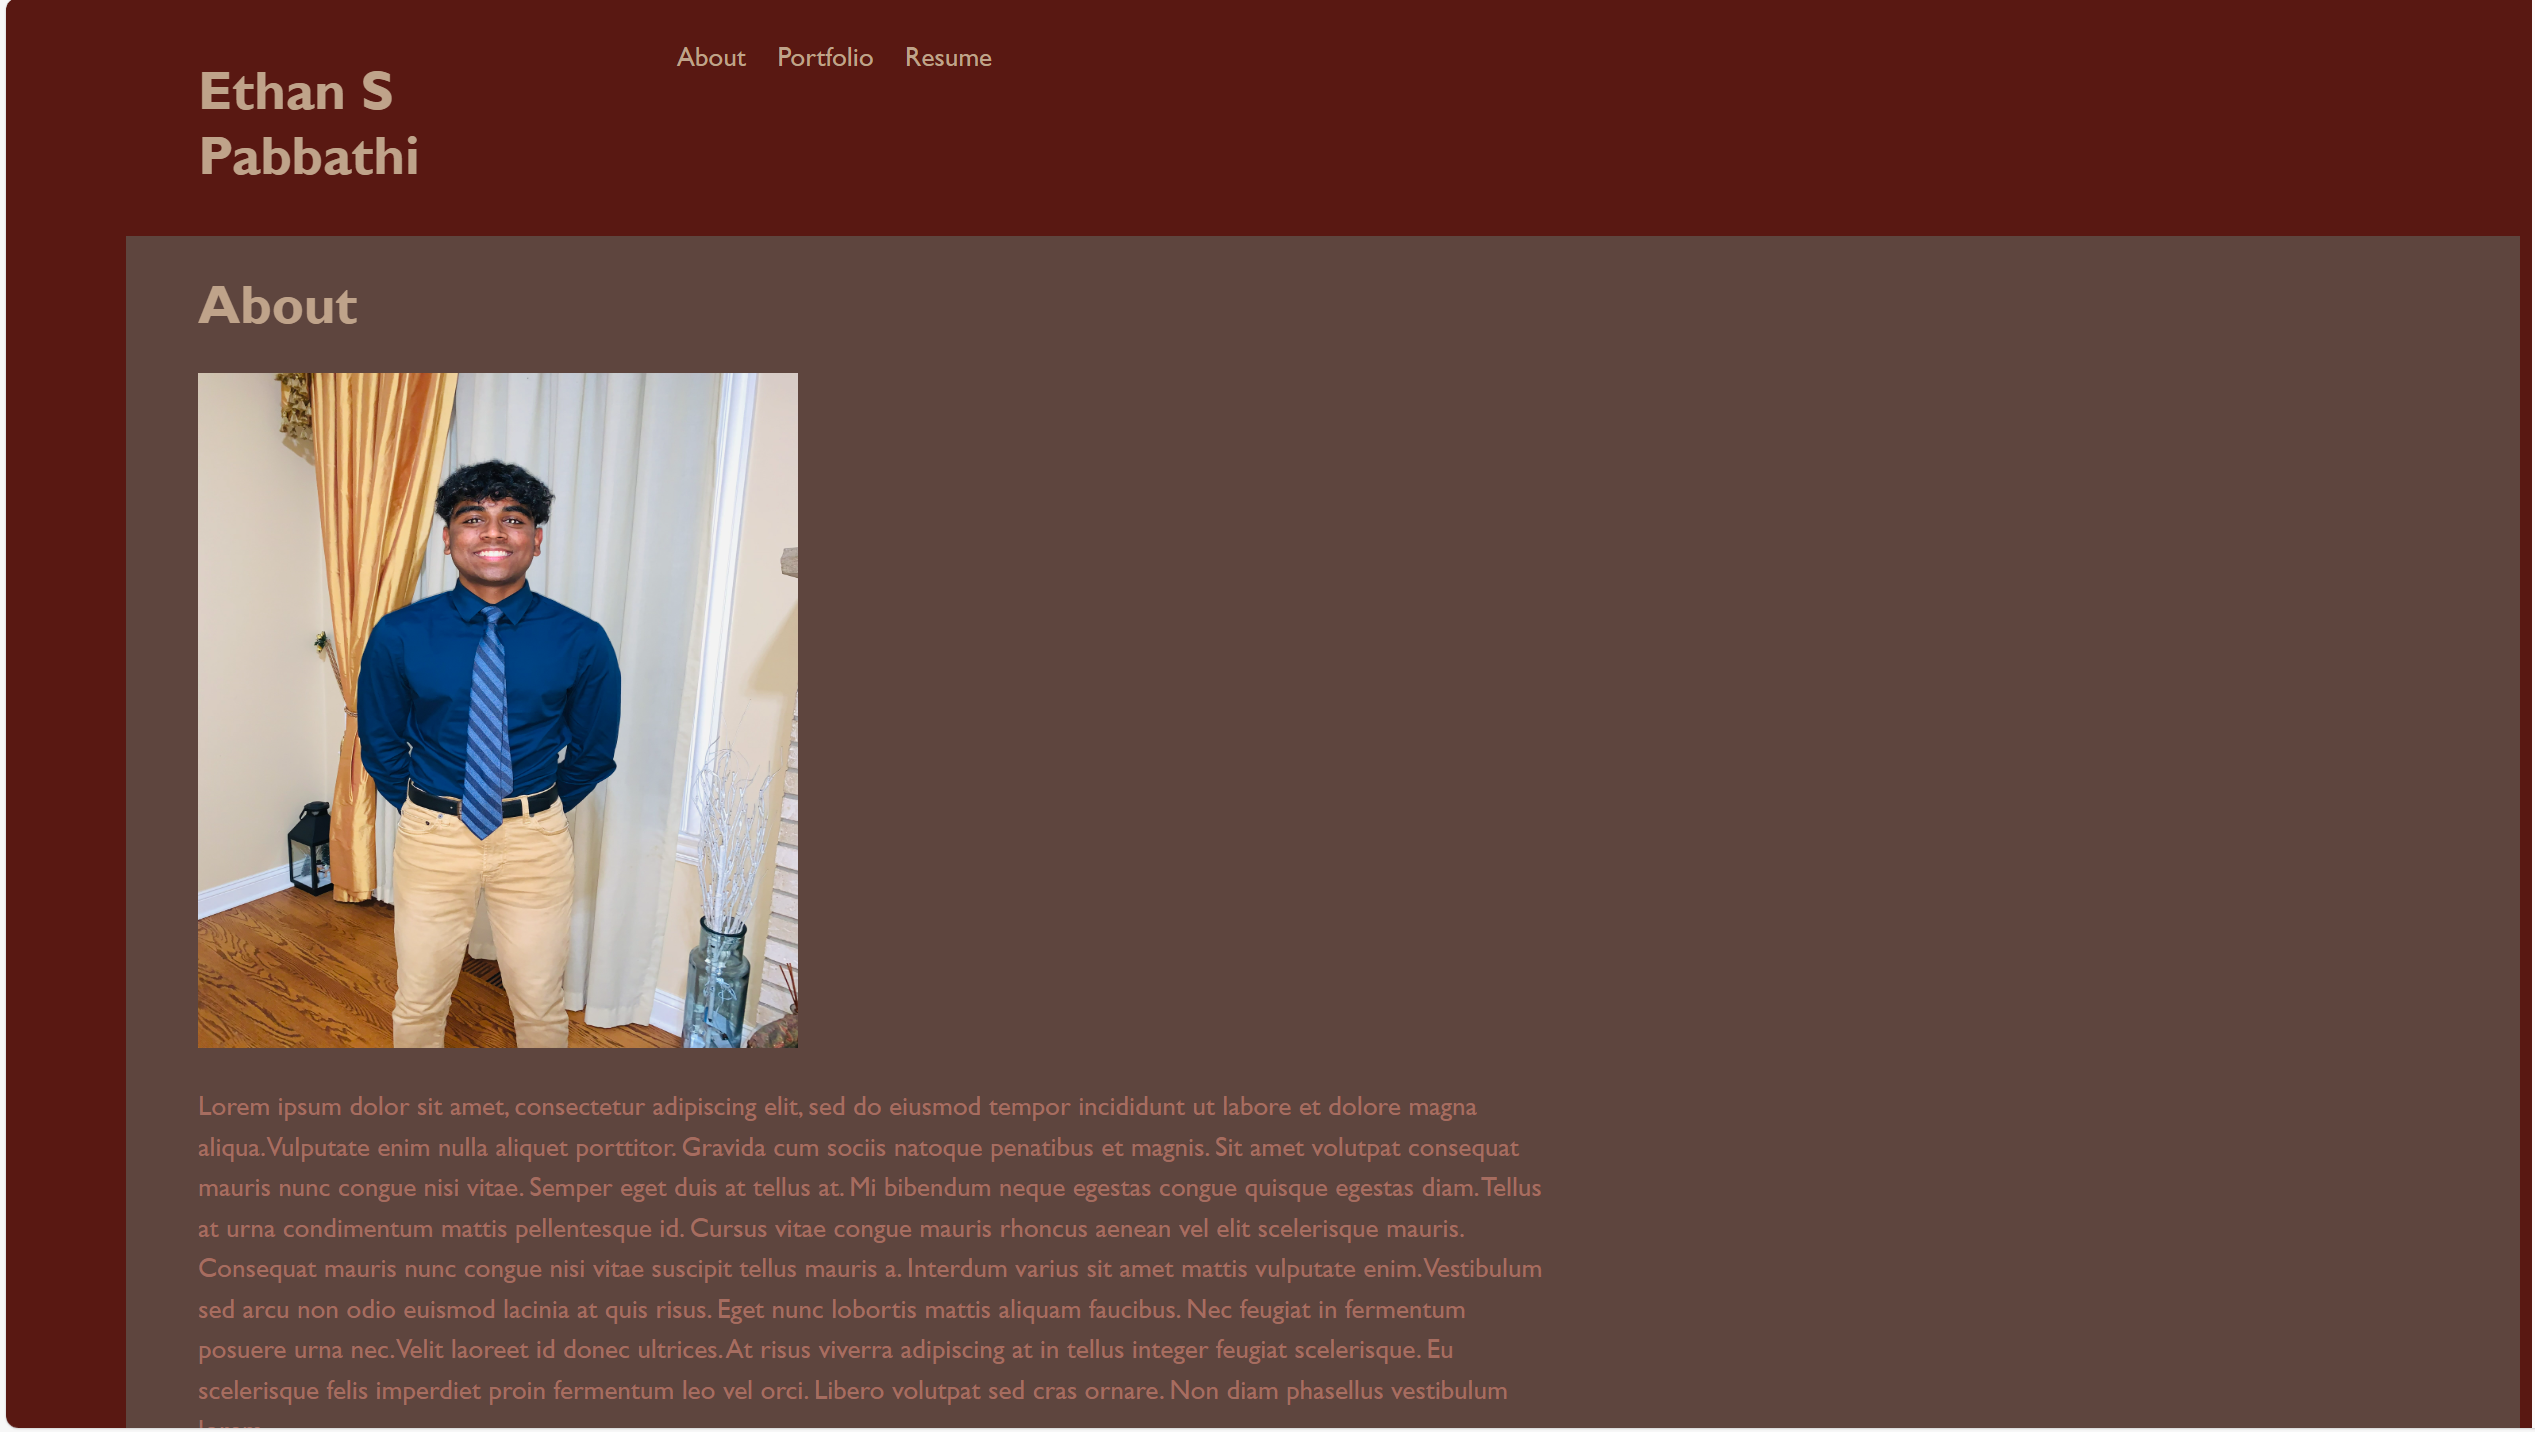 Ethan S
Pabbathi
About Portfolio Resume
About
Lorem ipsum dolor sit amet, consectetur adipiscing elit, sed do eiusmod tempor incididunt ut labore et dolore magna
aliqua. Vulputate enim nulla aliquet porttitor. Gravida cum sociis natoque penatibus et magnis. Sit amet volutpat consequat
mauris nunc congue nisi vitae. Semper eget duis at tellus at. Mi bibendum neque egestas congue quisque egestas diam. Tellus
at urna condimentum mattis pellentesque id. Cursus vitae congue mauris rhoncus aenean vel elit scelerisque mauris.
Consequat mauris nunc congue nisi vitae suscipit tellus mauris a. Interdum varius sit amet mattis vulputate enim. Vestibulum
sed arcu non odio euismod lacinia at quis risus. Eget nunc lobortis mattis aliquam faucibus. Nec feugiat in fermentum
posuere urna nec. Velit laoreet id donec ultrices. At risus viverra adipiscing at in tellus integer feugiat scelerisque. Eu
scelerisque felis imperdiet proin fermentum leo vel orci. Libero volutpat sed cras ornare. Non diam phasellus vestibulum